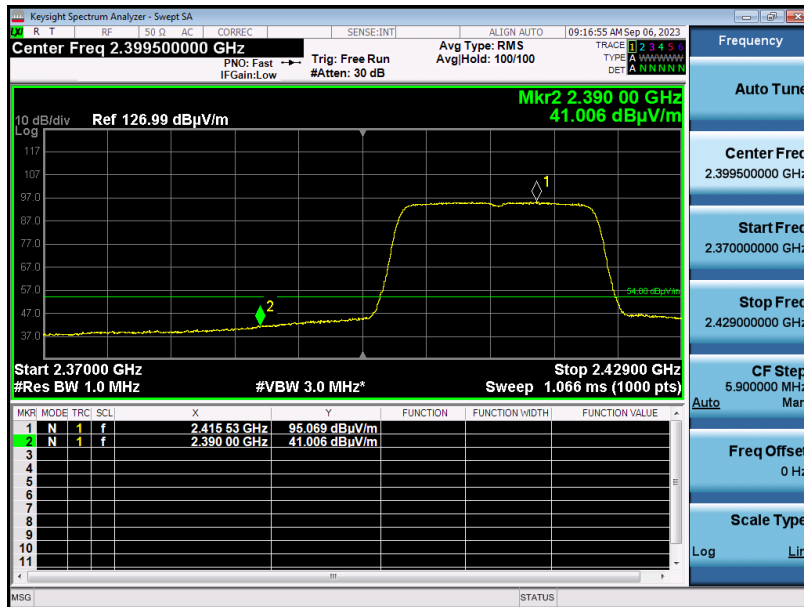 Keysight Spectrum Analyzer - Swept SA
LXI R T RF 50 Ω AC CORREC SENSE:INT ALIGN AUTO 09:16:55 AM Sep 06, 2023
Center Freq 2.399500000 GHz
PNO: Fast
IFGain:Low
Trig: Free Run
#Atten: 30 dB
Avg Type: RMS
Avg|Hold: 100/100
TRACE 1 2 3 4 5 6
TYPE A WWWWW
DET A N N N N N
Mkr2 2.390 00 GHz
41.006 dBµV/m
10 dB/div Ref 126.99 dBµV/m
Log
117
107
97.0
87.0
77.0
67.0
57.0
47.0
37.0
1
2
54.00 dBµV/m
Start 2.37000 GHz Stop 2.42900 GHz
#Res BW 1.0 MHz #VBW 3.0 MHz* Sweep 1.066 ms (1000 pts)
MKR MODE TRC SCL X Y FUNCTION FUNCTION WIDTH FUNCTION VALUE
1 N 1 f 2.415 53 GHz 95.069 dBµV/m
2 N 1 f 2.390 00 GHz 41.006 dBµV/m
3
4
5
6
7
8
9
10
11
MSG STATUS
Frequency
Auto Tune
Center Freq
2.399500000 GHz
Start Freq
2.370000000 GHz
Stop Freq
2.429000000 GHz
CF Step
5.900000 MHz
Auto Man
Freq Offset
0 Hz
Scale Type
Log Lin